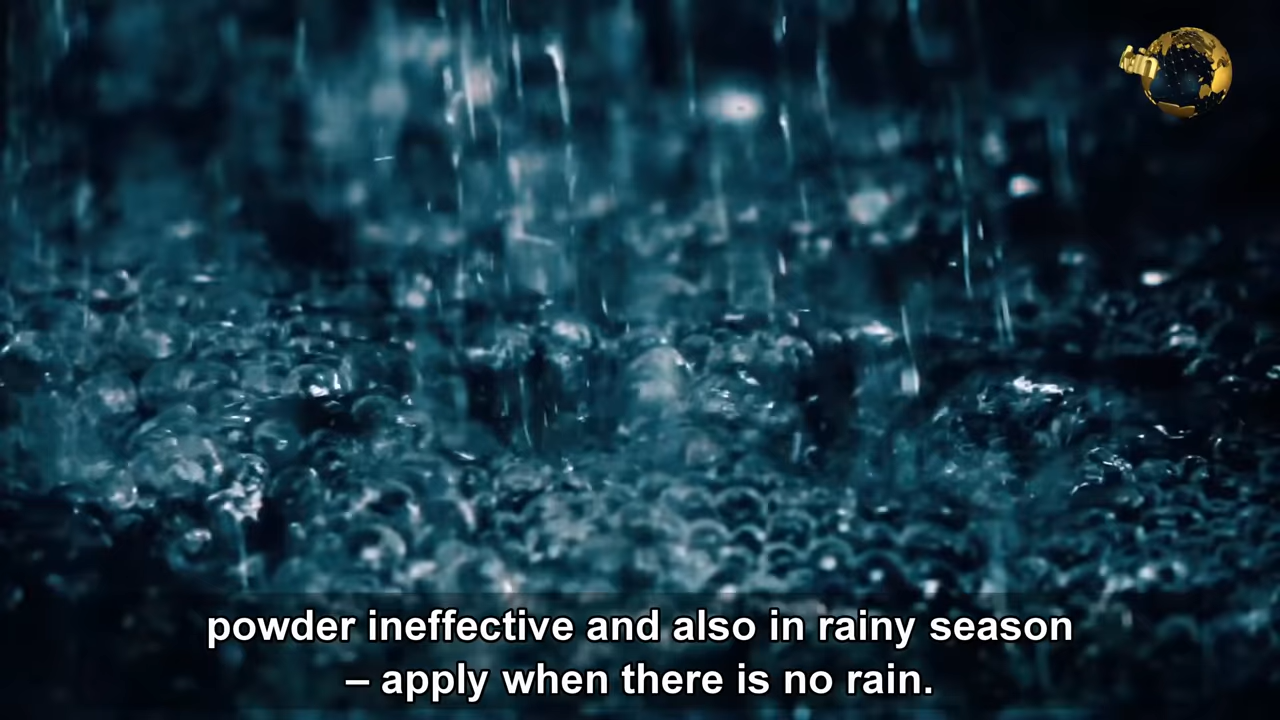 powder ineffective and also in rainy season
– apply when there is no rain.